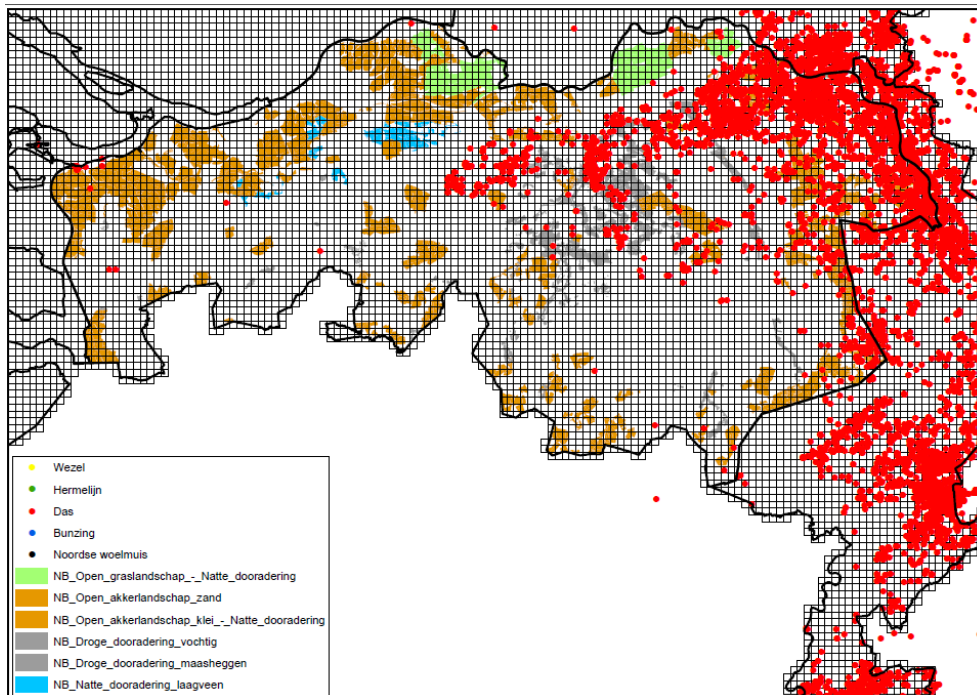 Wezel
Hermelijn
Das
Bunzing
Noordse woelmuis
NB_Open_graslandschap_-_Natte_dooradering
NB_Open_akkerlandschap_zand
NB_Open_akkerlandschap_klei_-_Natte_dooradering
NB_Droge_dooradering_vochtig
NB_Droge_dooradering_maasheggen
NB_Natte_dooradering_laagveen